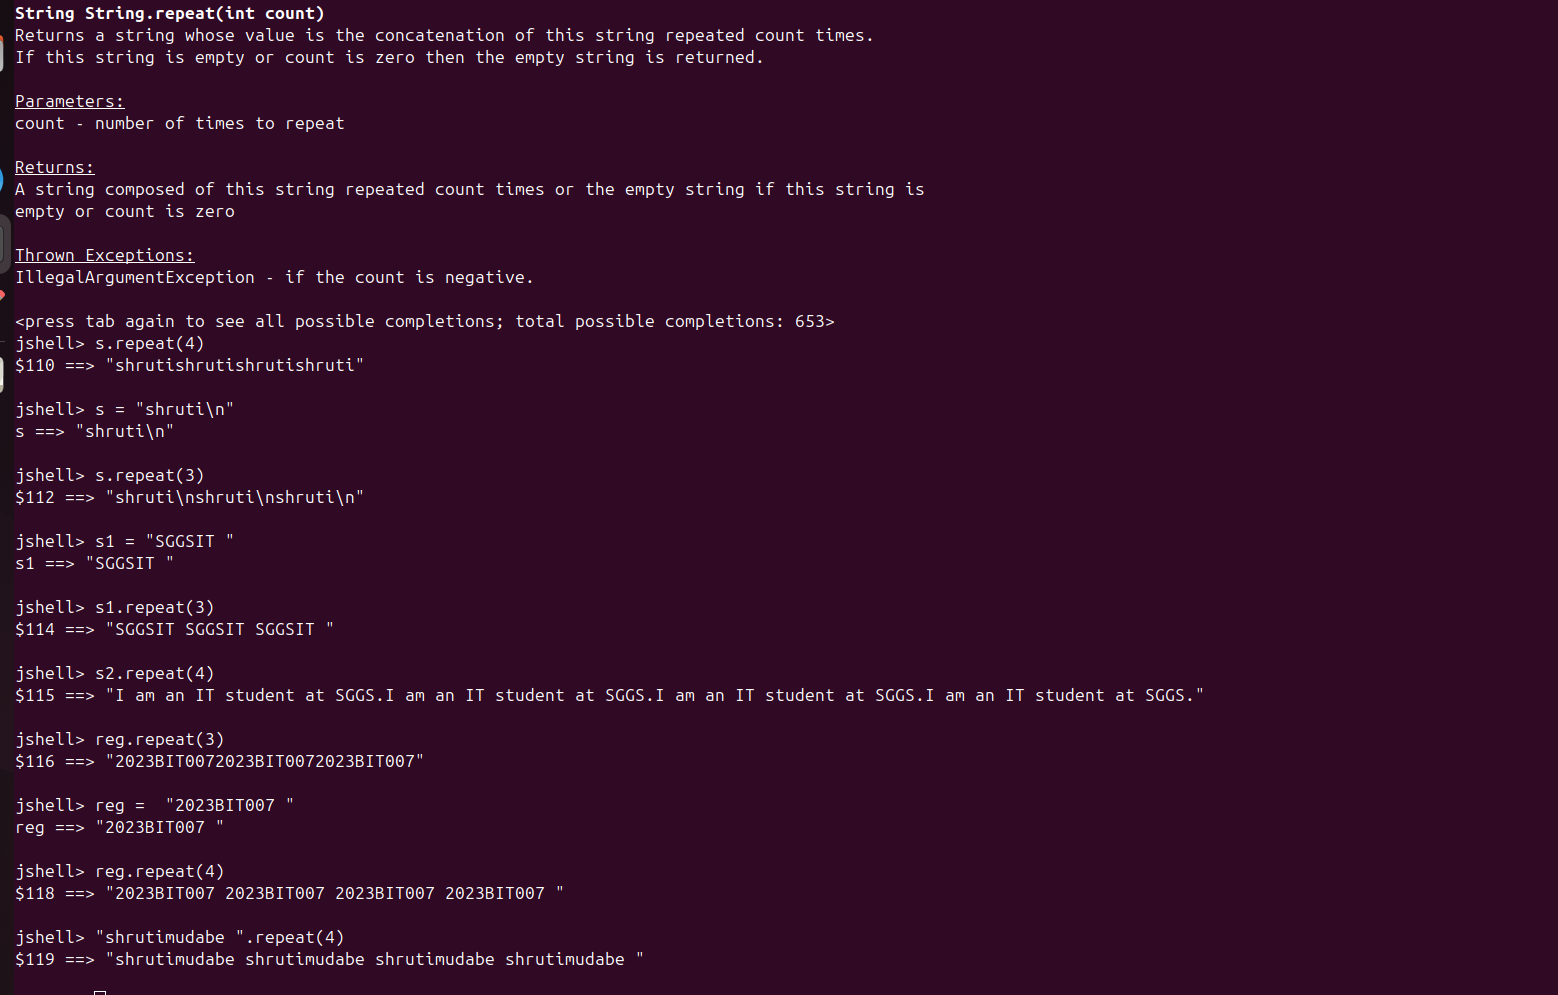 String String.repeat(int count)
Returns a string whose value is the concatenation of this string repeated count times.
If this string is empty or count is zero then the empty string is returned.
Parameters:
count - number of times to repeat
Returns:
A string composed of this string repeated count times or the empty string if this string is
empty or count is zero
Thrown Exceptions:
IllegalArgumentException - if the count is negative.
<press tab again to see all possible completions; total possible completions: 653>
jshell> s.repeat(4)
$110 ==> "shrutishrutishrutishruti"
jshell> s = "shruti\n"
s ==> "shruti\n"
jshell> s.repeat(3)
$112 ==> "shruti\nshruti\nshruti\n"
jshell> s1 = "SGGSIT "
s1 ==> "SGGSIT "
jshell> s1.repeat(3)
$114 ==> "SGGSIT SGGSIT SGGSIT "
jshell> s2.repeat(4)
$115 ==> "I am an IT student at SGGS.I am an IT student at SGGS.I am an IT student at SGGS.I am an IT student at SGGS."
jshell> reg.repeat(3)
$116 ==> "2023BIT0072023BIT0072023BIT007"
jshell> reg =  "2023BIT007 "
reg ==> "2023BIT007 "
jshell> reg.repeat(4)
$118 ==> "2023BIT007 2023BIT007 2023BIT007 2023BIT007 "
jshell> "shrutimudabe ".repeat(4)
$119 ==> "shrutimudabe shrutimudabe shrutimudabe shrutimudabe "